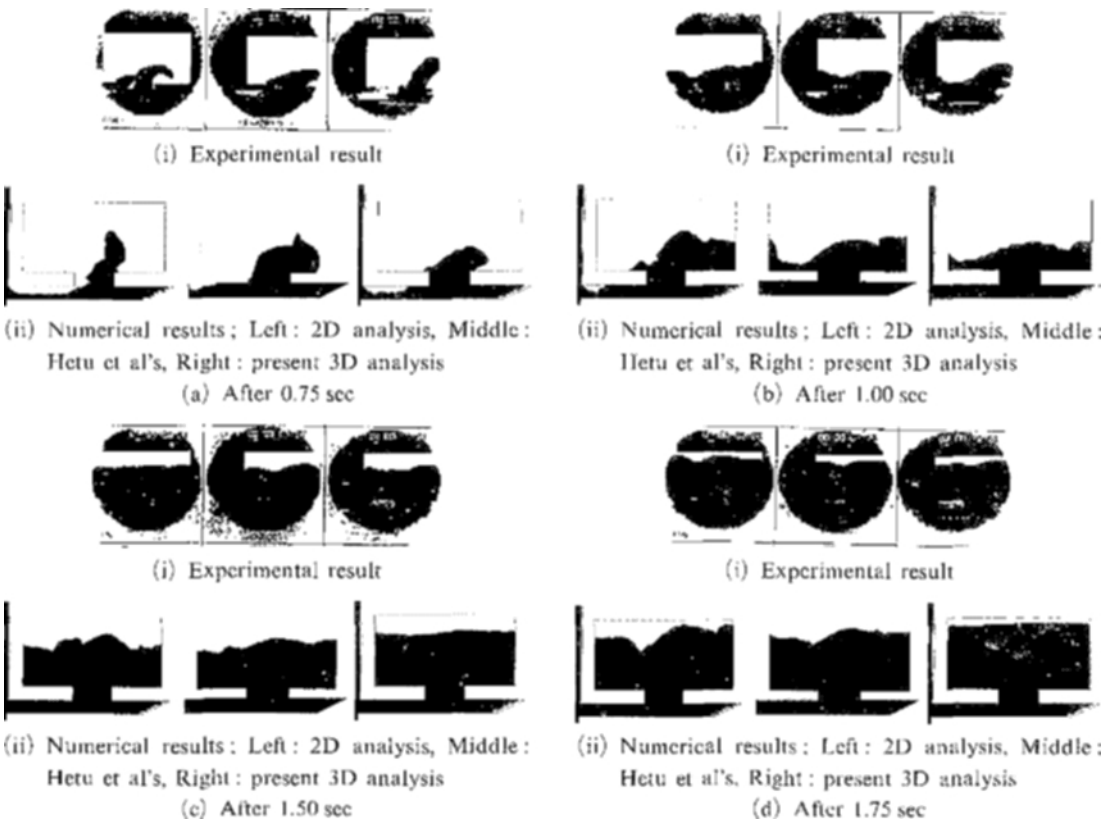 (i) Experimental result
(ii) Numerical results; Left: 2D analysis, Middle:
Hetu et al's, Right: present 3D analysis
(a) After 0.75 sec
(i) Experimental result
(ii) Numerical results; Left: 2D analysis, Middle:
Hetu et al's, Right: present 3D analysis
(b) After 1.00 sec
(i) Experimental result
(ii) Numerical results; Left: 2D analysis, Middle:
Hetu et al's, Right: present 3D analysis
(c) After 1.50 sec
(i) Experimental result
(ii) Numerical results; Left: 2D analysis, Middle:
Hetu et al's, Right: present 3D analysis
(d) After 1.75 sec